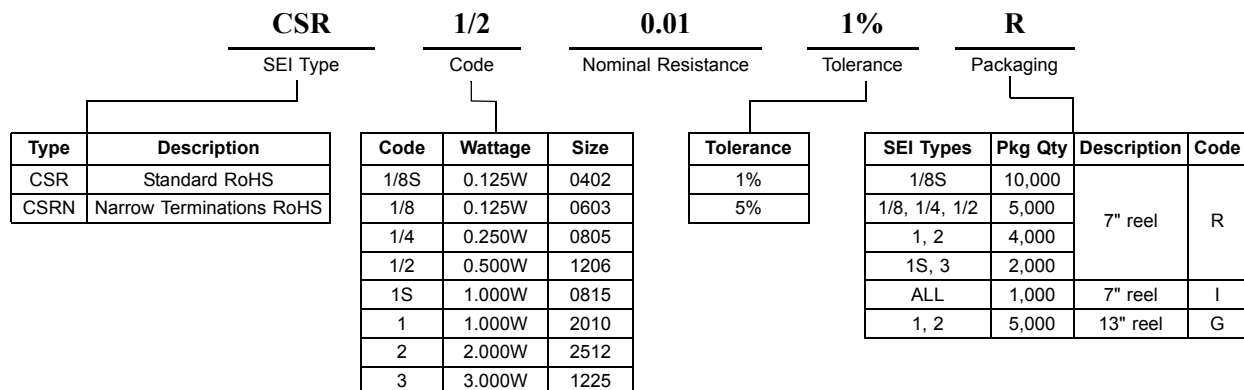 CSR 1/2 0.01 1% R
SEI Type Code Nominal Resistance Tolerance Packaging
Type Description
CSR Standard RoHS
CSRN Narrow Terminations RoHS
Code Wattage Size
1/8S 0.125W 0402
1/8 0.125W 0603
1/4 0.250W 0805
1/2 0.500W 1206
1S 1.000W 0815
1 1.000W 2010
2 2.000W 2512
3 3.000W 1225
Tolerance
1%
5%
SEI Types Pkg Qty Description Code
1/8S 10,000
1/8, 1/4, 1/2 5,000
7" reel R
1, 2 4,000
1S, 3 2,000
ALL 1,000 7" reel I
1, 2 5,000 13" reel G